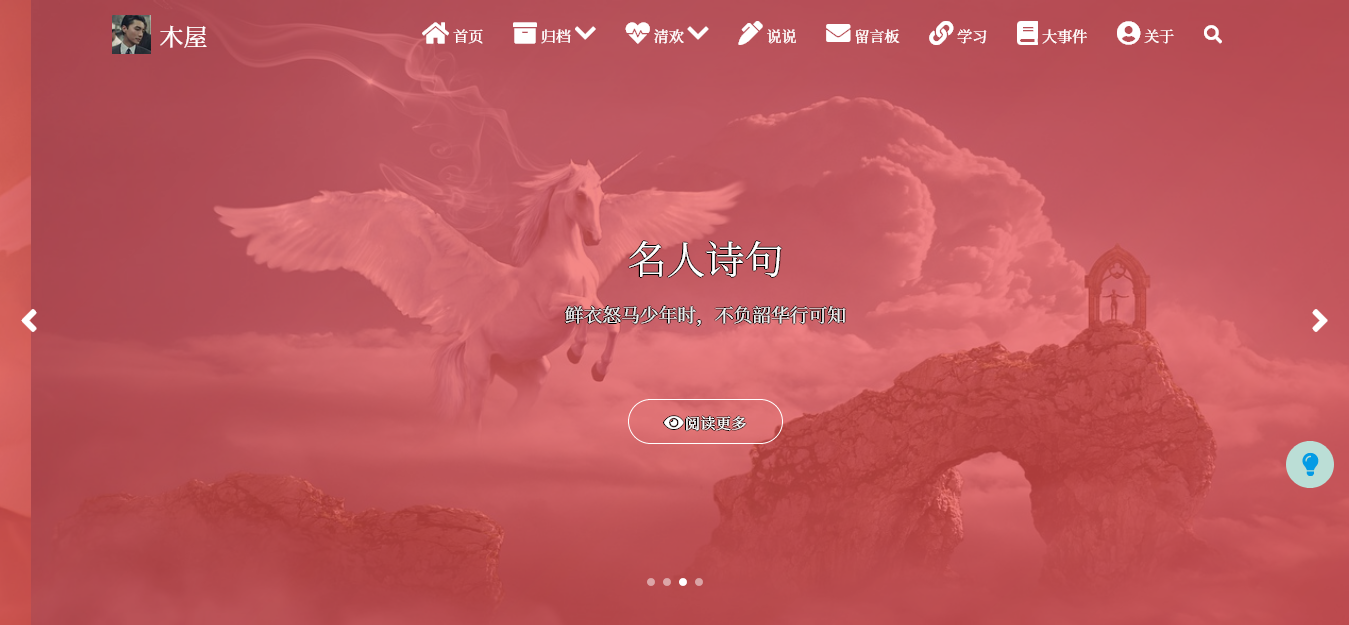 木屋
首页 归档 清欢 说说 留言板 学习 大事件 关于
名人诗句
鲜衣怒马少年时，不负韶华行可知
阅读更多